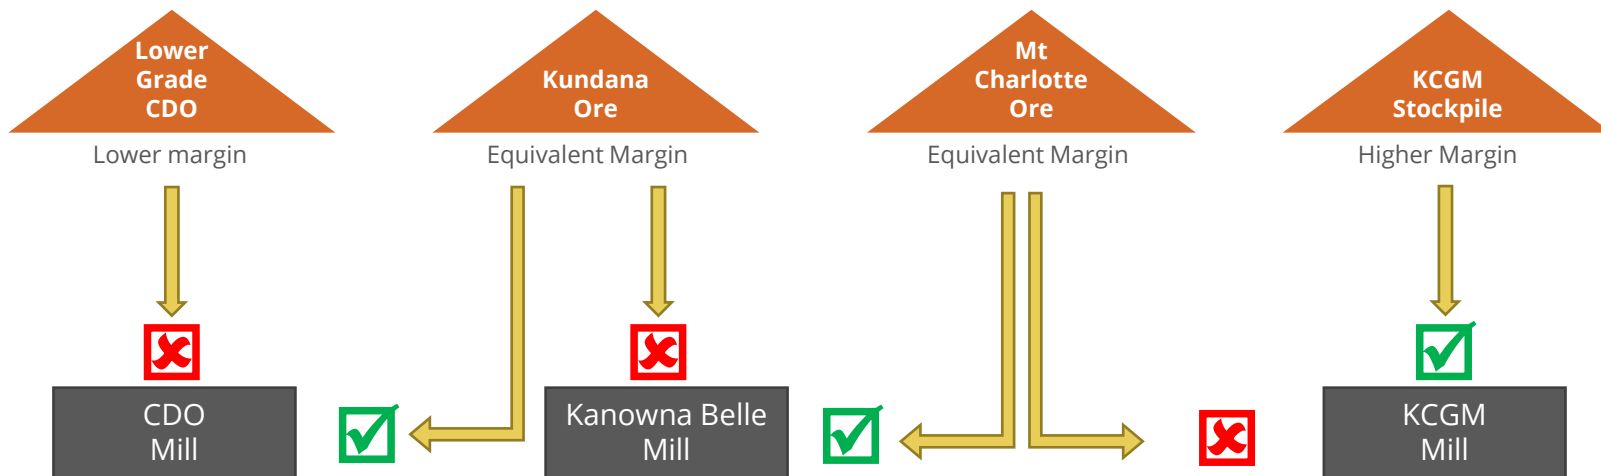 Lower
Grade
CDO
Kundana
Ore
Mt
Charlotte
Ore
KCGM
Stockpile
Lower margin
Equivalent Margin
Equivalent Margin
Higher Margin
CDO
Mill
Kanowna Belle
Mill
KCGM
Mill